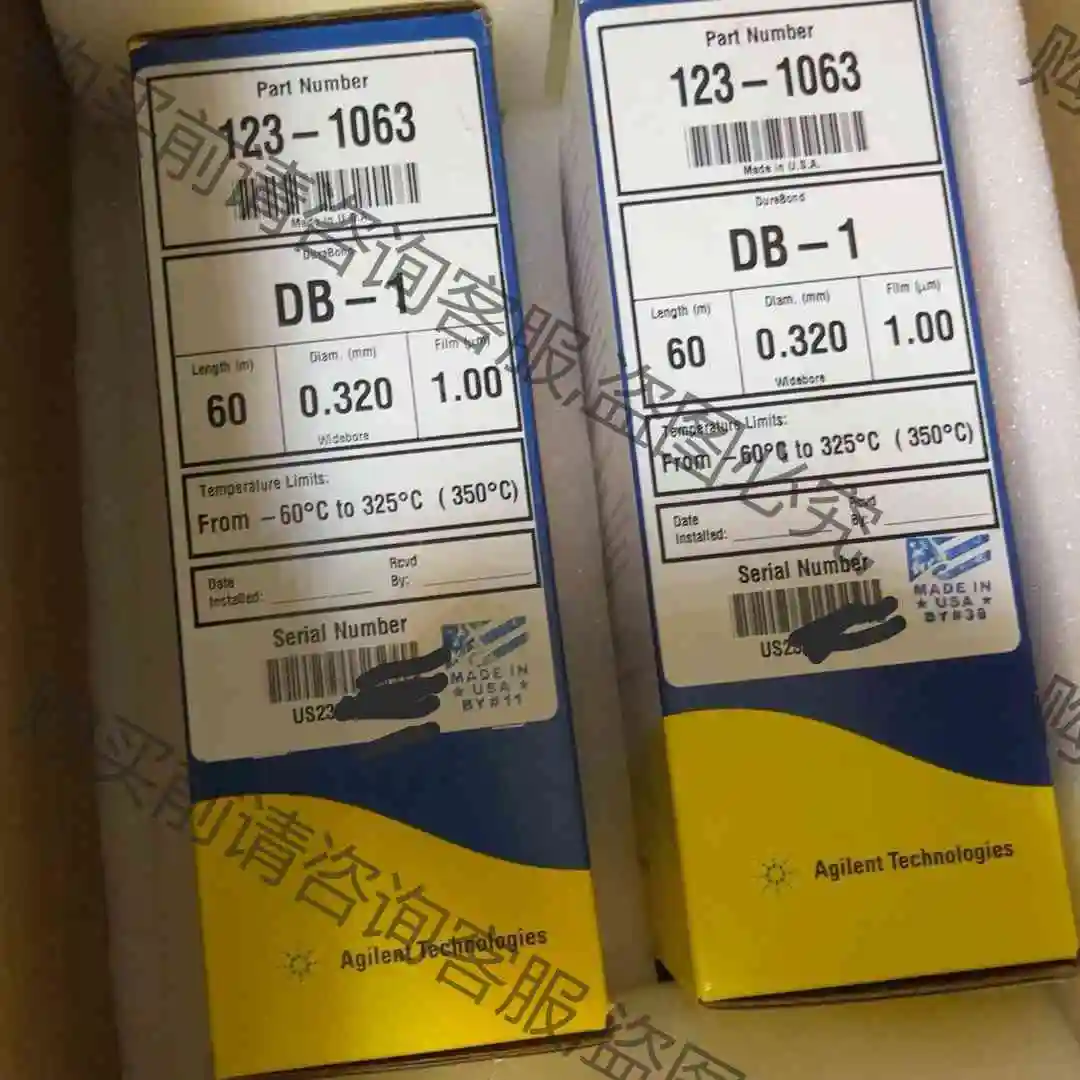 Part Number
123-1063
Made in U.S.A.
DuraBond
DB-1
Length (m)
Diam. (mm)
Film (µm)
60
0.320
1.00
Widebore
Temperature Limits:
From -60°C to 325°C (350°C)
Date Installed:
Rcvd By:
Serial Number
US23
MADE IN
★ USA ★
BY#11
Agilent Technologies
Part Number
123-1063
Made in U.S.A.
DuraBond
DB-1
Length (m)
Diam. (mm)
Film (µm)
60
0.320
1.00
Widebore
Temperature Limits:
From -60°C to 325°C (350°C)
Date Installed:
Rcvd By:
Serial Number
US23
MADE IN
★ USA ★
BY#38
Agilent Technologies
购买前请咨询客服,盗图必究
购
买前请咨询客服,盗图
购